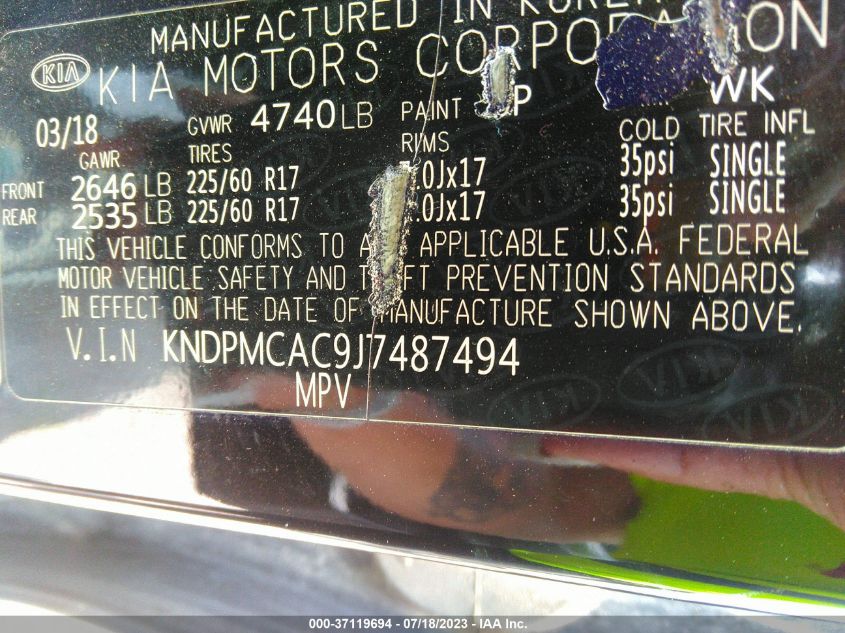 MANUFACTURED IN KOREA
KIA KIA MOTORS CORPORATION
03/18 GVWR 4740LB PAINT P WK
GAWR TIRES RIMS COLD TIRE INFL
FRONT 2646 LB 225/60 R17 .0Jx17 35psi SINGLE
REAR 2535 LB 225/60 R17 .0Jx17 35psi SINGLE
THIS VEHICLE CONFORMS TO A APPLICABLE U.S.A. FEDERAL
MOTOR VEHICLE SAFETY AND THEFT PREVENTION STANDARDS
IN EFFECT ON THE DATE OF MANUFACTURE SHOWN ABOVE.
V.I.N KNDPMCAC9J7487494
MPV
000-37119694 - 07/18/2023 - IAA Inc.